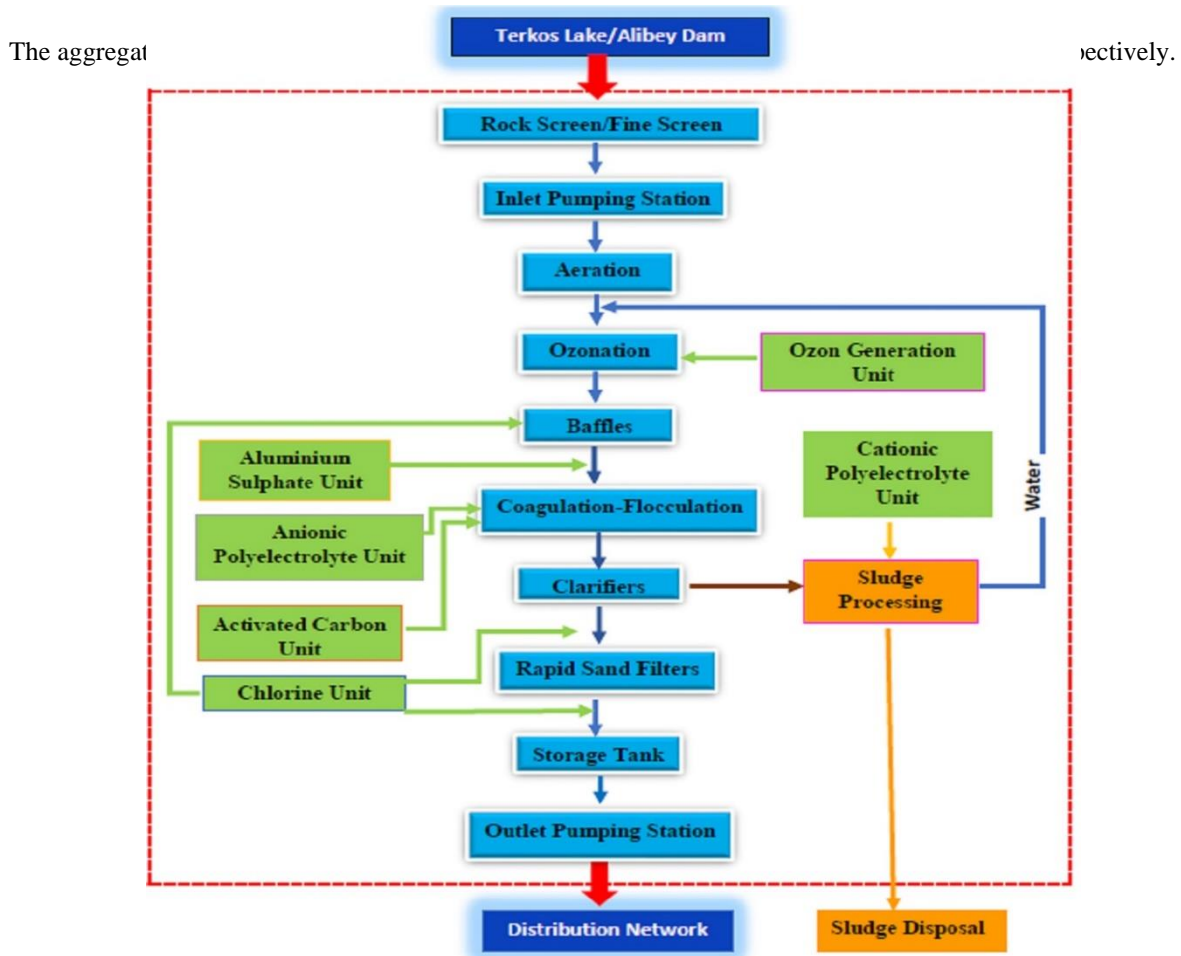 Terkos Lake/Alibey Dam
The aggregat pectively.
Rock Screen/Fine Screen
Inlet Pumping Station
Aeration
Ozonation
Ozon Generation
Unit
Baffles
Aluminium
Sulphate Unit
Cationic
Polyelectrolyte
Unit
Water
Coagulation-Flocculation
Anionic
Polyelectrolyte Unit
Clarifiers
Sludge
Processing
Activated Carbon
Unit
Rapid Sand Filters
Chlorine Unit
Storage Tank
Outlet Pumping Station
Distribution Network
Sludge Disposal